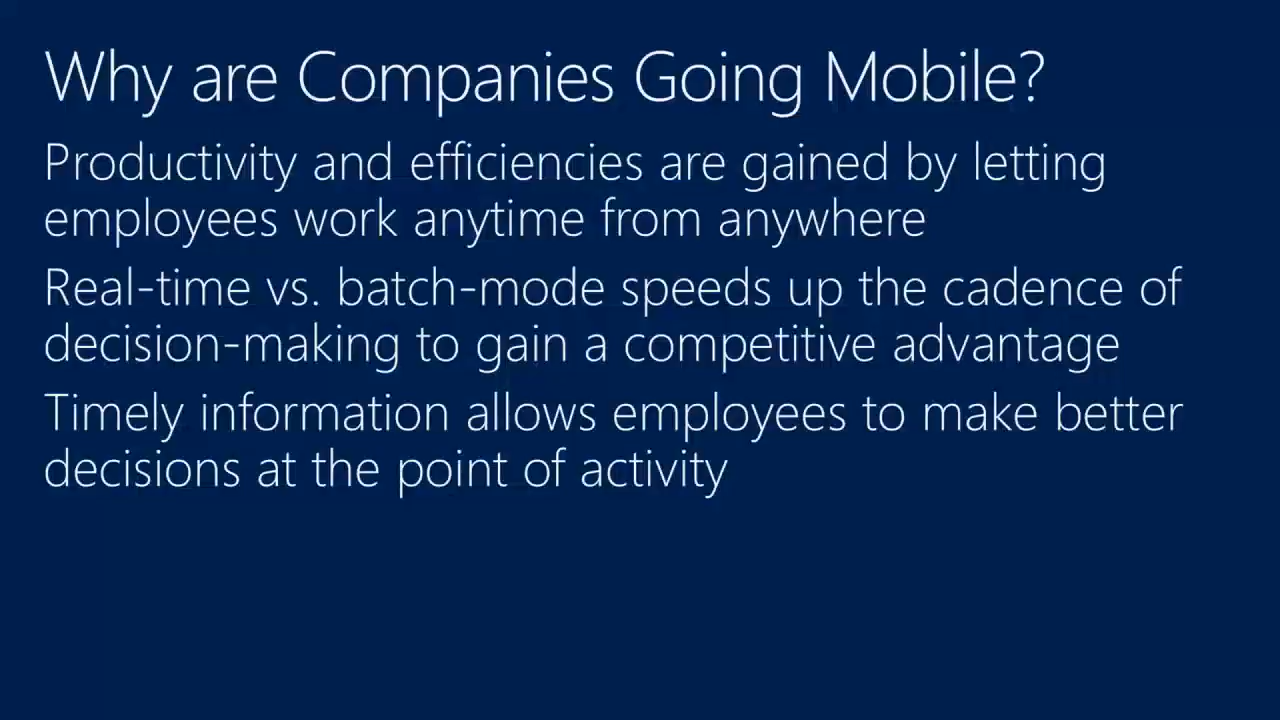 Why are Companies Going Mobile?
Productivity and efficiencies are gained by letting
employees work anytime from anywhere
Real-time vs. batch-mode speeds up the cadence of
decision-making to gain a competitive advantage
Timely information allows employees to make better
decisions at the point of activity